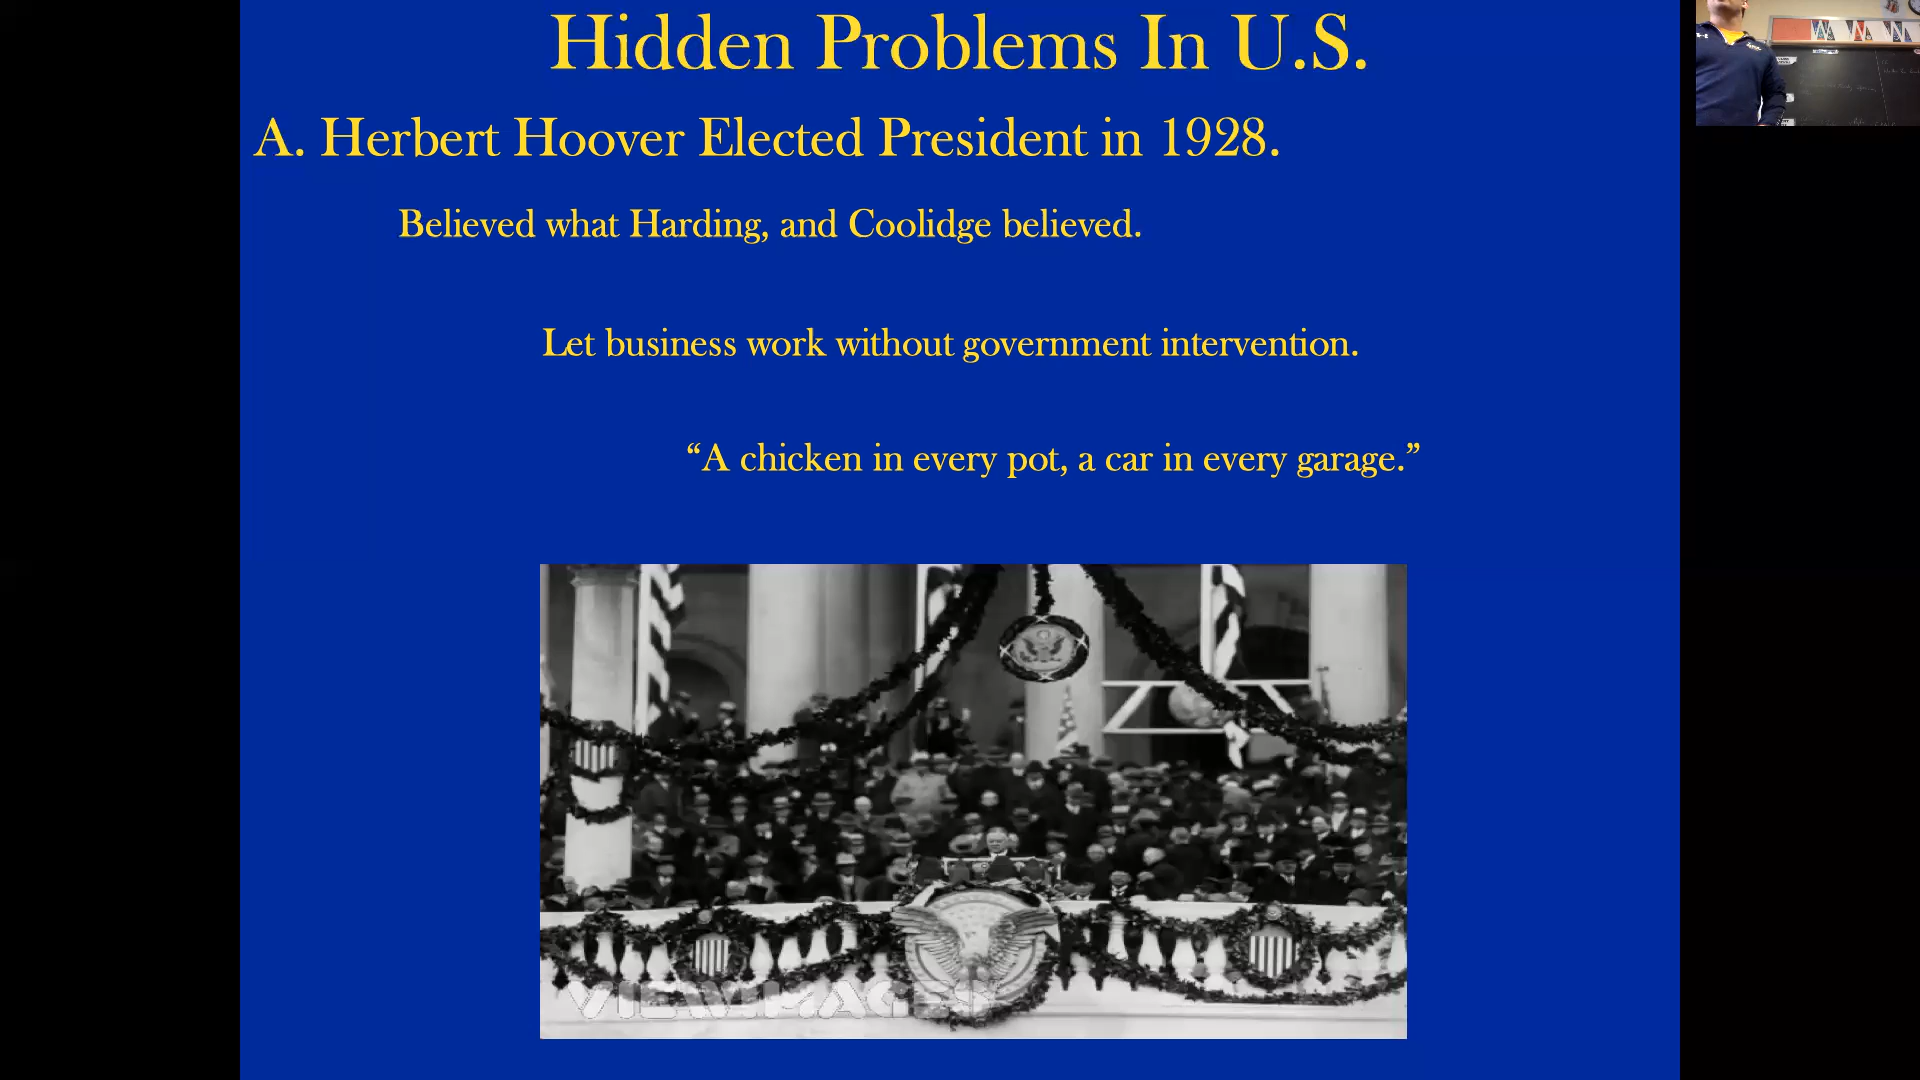 Hidden Problems In U.S.
A. Herbert Hoover Elected President in 1928.
Believed what Harding, and Coolidge believed.
Let business work without government intervention.
“A chicken in every pot, a car in every garage.”
VIEWIMAGES